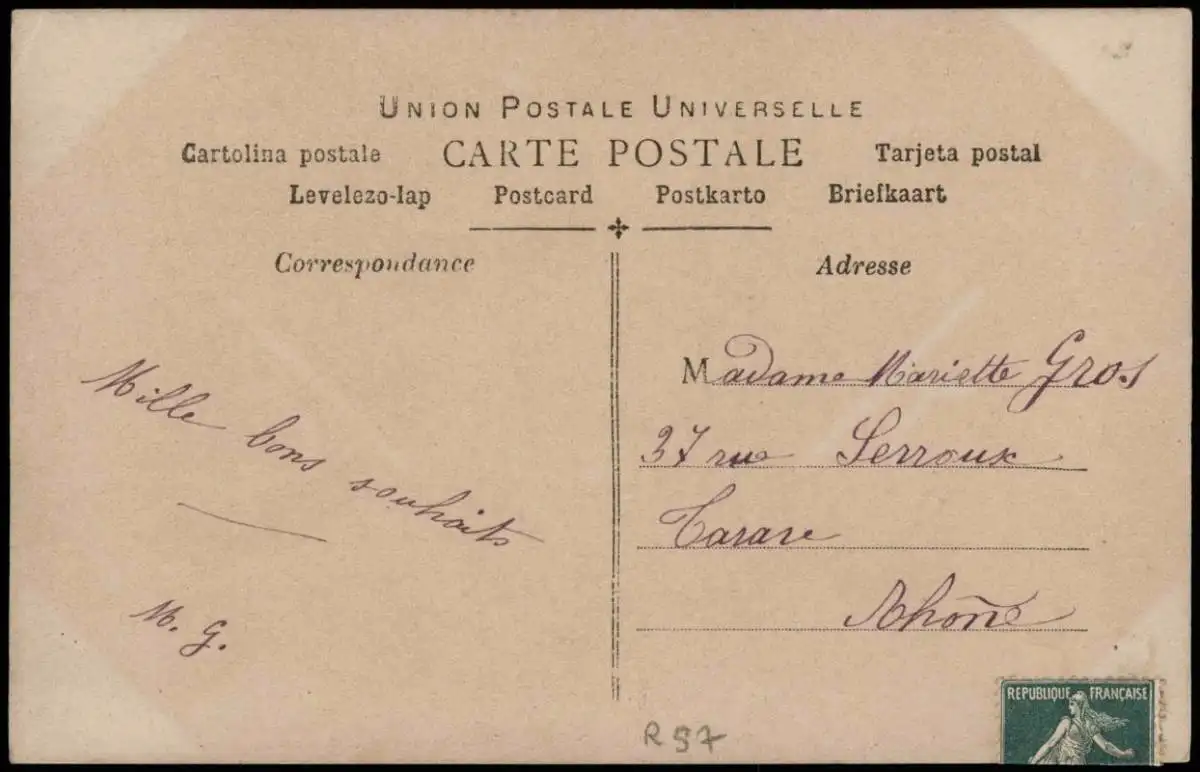 UNION POSTALE UNIVERSELLE
Cartolina postale CARTE POSTALE Tarjeta postal
Levelezo-lap Postcard Postkarto Briefkaart
Correspondance
Mille bons souhaits
M. G.
Adresse
Madame Mariette Gros
37 rue Serroux
Tarare
Rhône
R 97
REPUBLIQUE FRANÇAISE